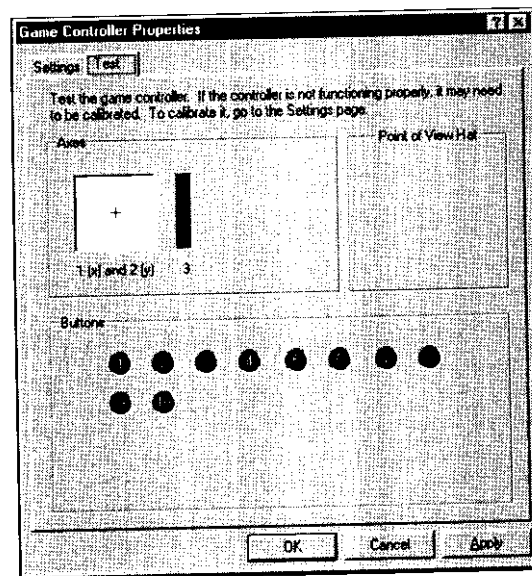 Game Controller Properties
Settings Test
Test the game controller. If the controller is not functioning properly, it may need
to be calibrated. To calibrate it, go to the Settings page.
Axes
Point of View Hat
1 (x) and 2 (y) 3
Buttons
1 4
10
OK Cancel Apply